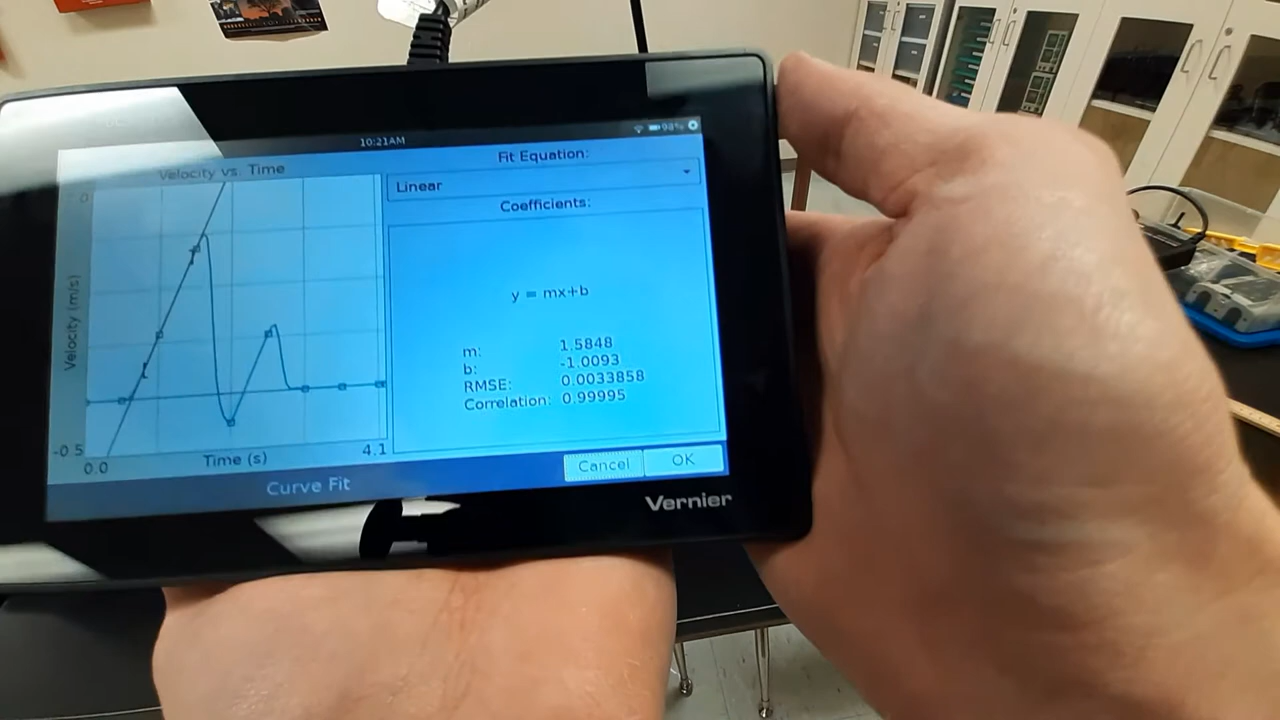 10:21AM
98%
Velocity vs. Time
Fit Equation:
Linear
Coefficients:
Velocity (m/s)
y = mx+b
m: 1.5848
b: -1.0093
RMSE: 0.0033858
Correlation: 0.99995
-0.5
0.0
Time (s)
4.1
Cancel
OK
Curve Fit
Vernier